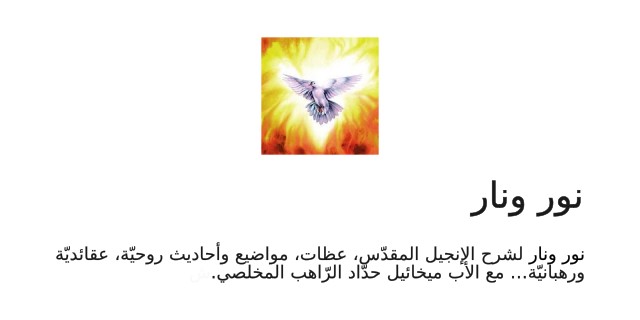 نور ونار
نور ونار لشرح الإنجيل المقدّس، عظات، مواضيع وأحاديث روحيّة، عقائديّة
ورهبانيّة... مع الأب ميخائيل حدّاد الرّاهب المخلصي.